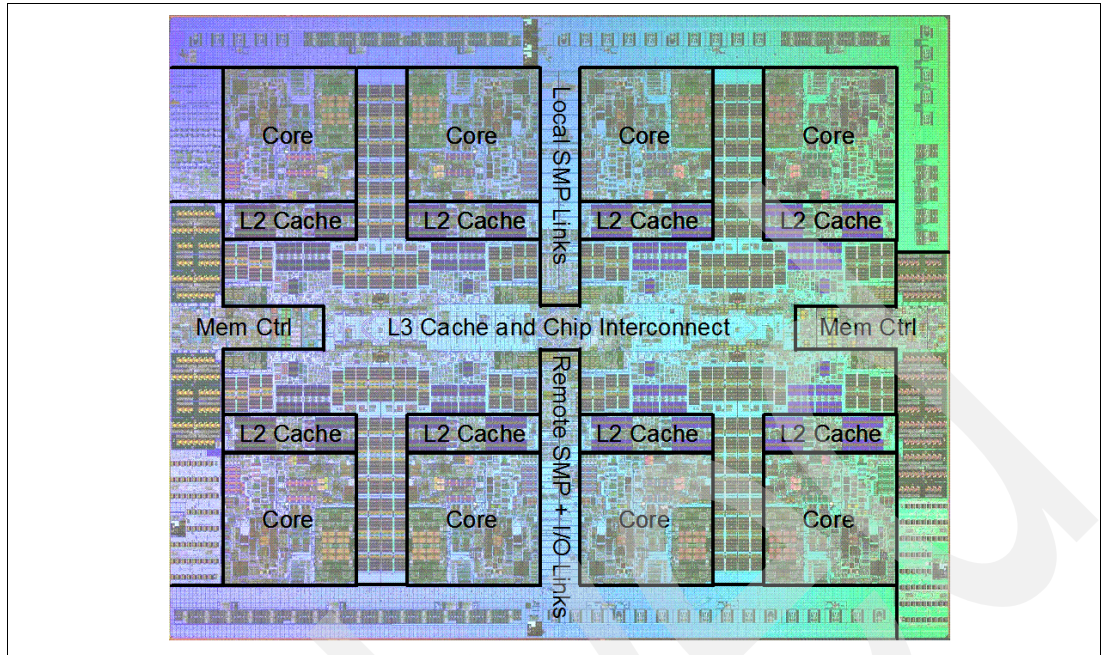 Core
Core
Core
Core
L2 Cache
L2 Cache
L2 Cache
L2 Cache
Local SMP Links
Mem Ctrl
L3 Cache and Chip Interconnect
Mem Ctrl
Remote SMP + I/O Links
L2 Cache
L2 Cache
L2 Cache
L2 Cache
Core
Core
Core
Core